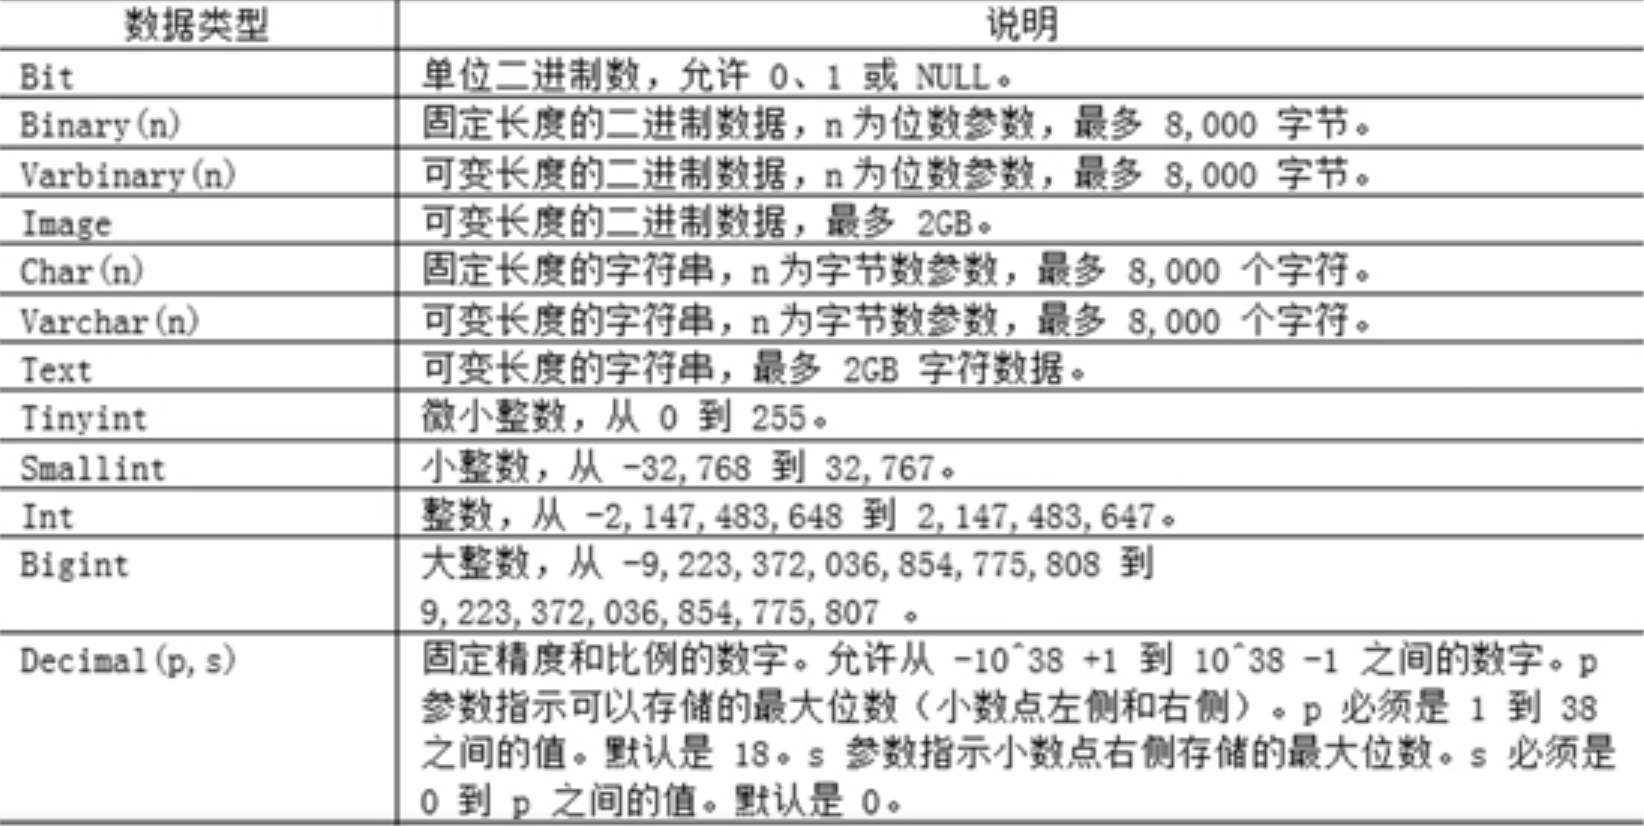 数据类型 说明
Bit 单位二进制数，允许 0、1 或 NULL。
Binary(n) 固定长度的二进制数据，n为位数参数，最多 8,000 字节。
Varbinary(n) 可变长度的二进制数据，n为位数参数，最多 8,000 字节。
Image 可变长度的二进制数据，最多 2GB。
Char(n) 固定长度的字符串，n为字节数参数，最多 8,000 个字符。
Varchar(n) 可变长度的字符串，n为字节数参数，最多 8,000 个字符。
Text 可变长度的字符串，最多 2GB 字符数据。
Tinyint 微小整数，从 0 到 255。
Smallint 小整数，从 -32,768 到 32,767。
Int 整数，从 -2,147,483,648 到 2,147,483,647。
Bigint 大整数，从 -9,223,372,036,854,775,808 到
9,223,372,036,854,775,807 。
Decimal(p,s) 固定精度和比例的数字。允许从 -10^38 +1 到 10^38 -1 之间的数字。p
参数指示可以存储的最大位数（小数点左侧和右侧）。p 必须是 1 到 38
之间的值。默认是 18。s 参数指示小数点右侧存储的最大位数。s 必须是
0 到 p 之间的值。默认是 0。